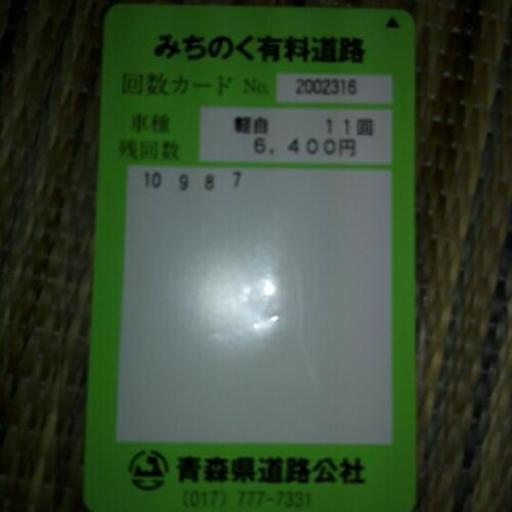 みちのく有料道路
回数カード No. 2002316
車種 軽自 11回
残回数 6,400円
10 9 8 7
青森県道路公社
(017) 777-7331